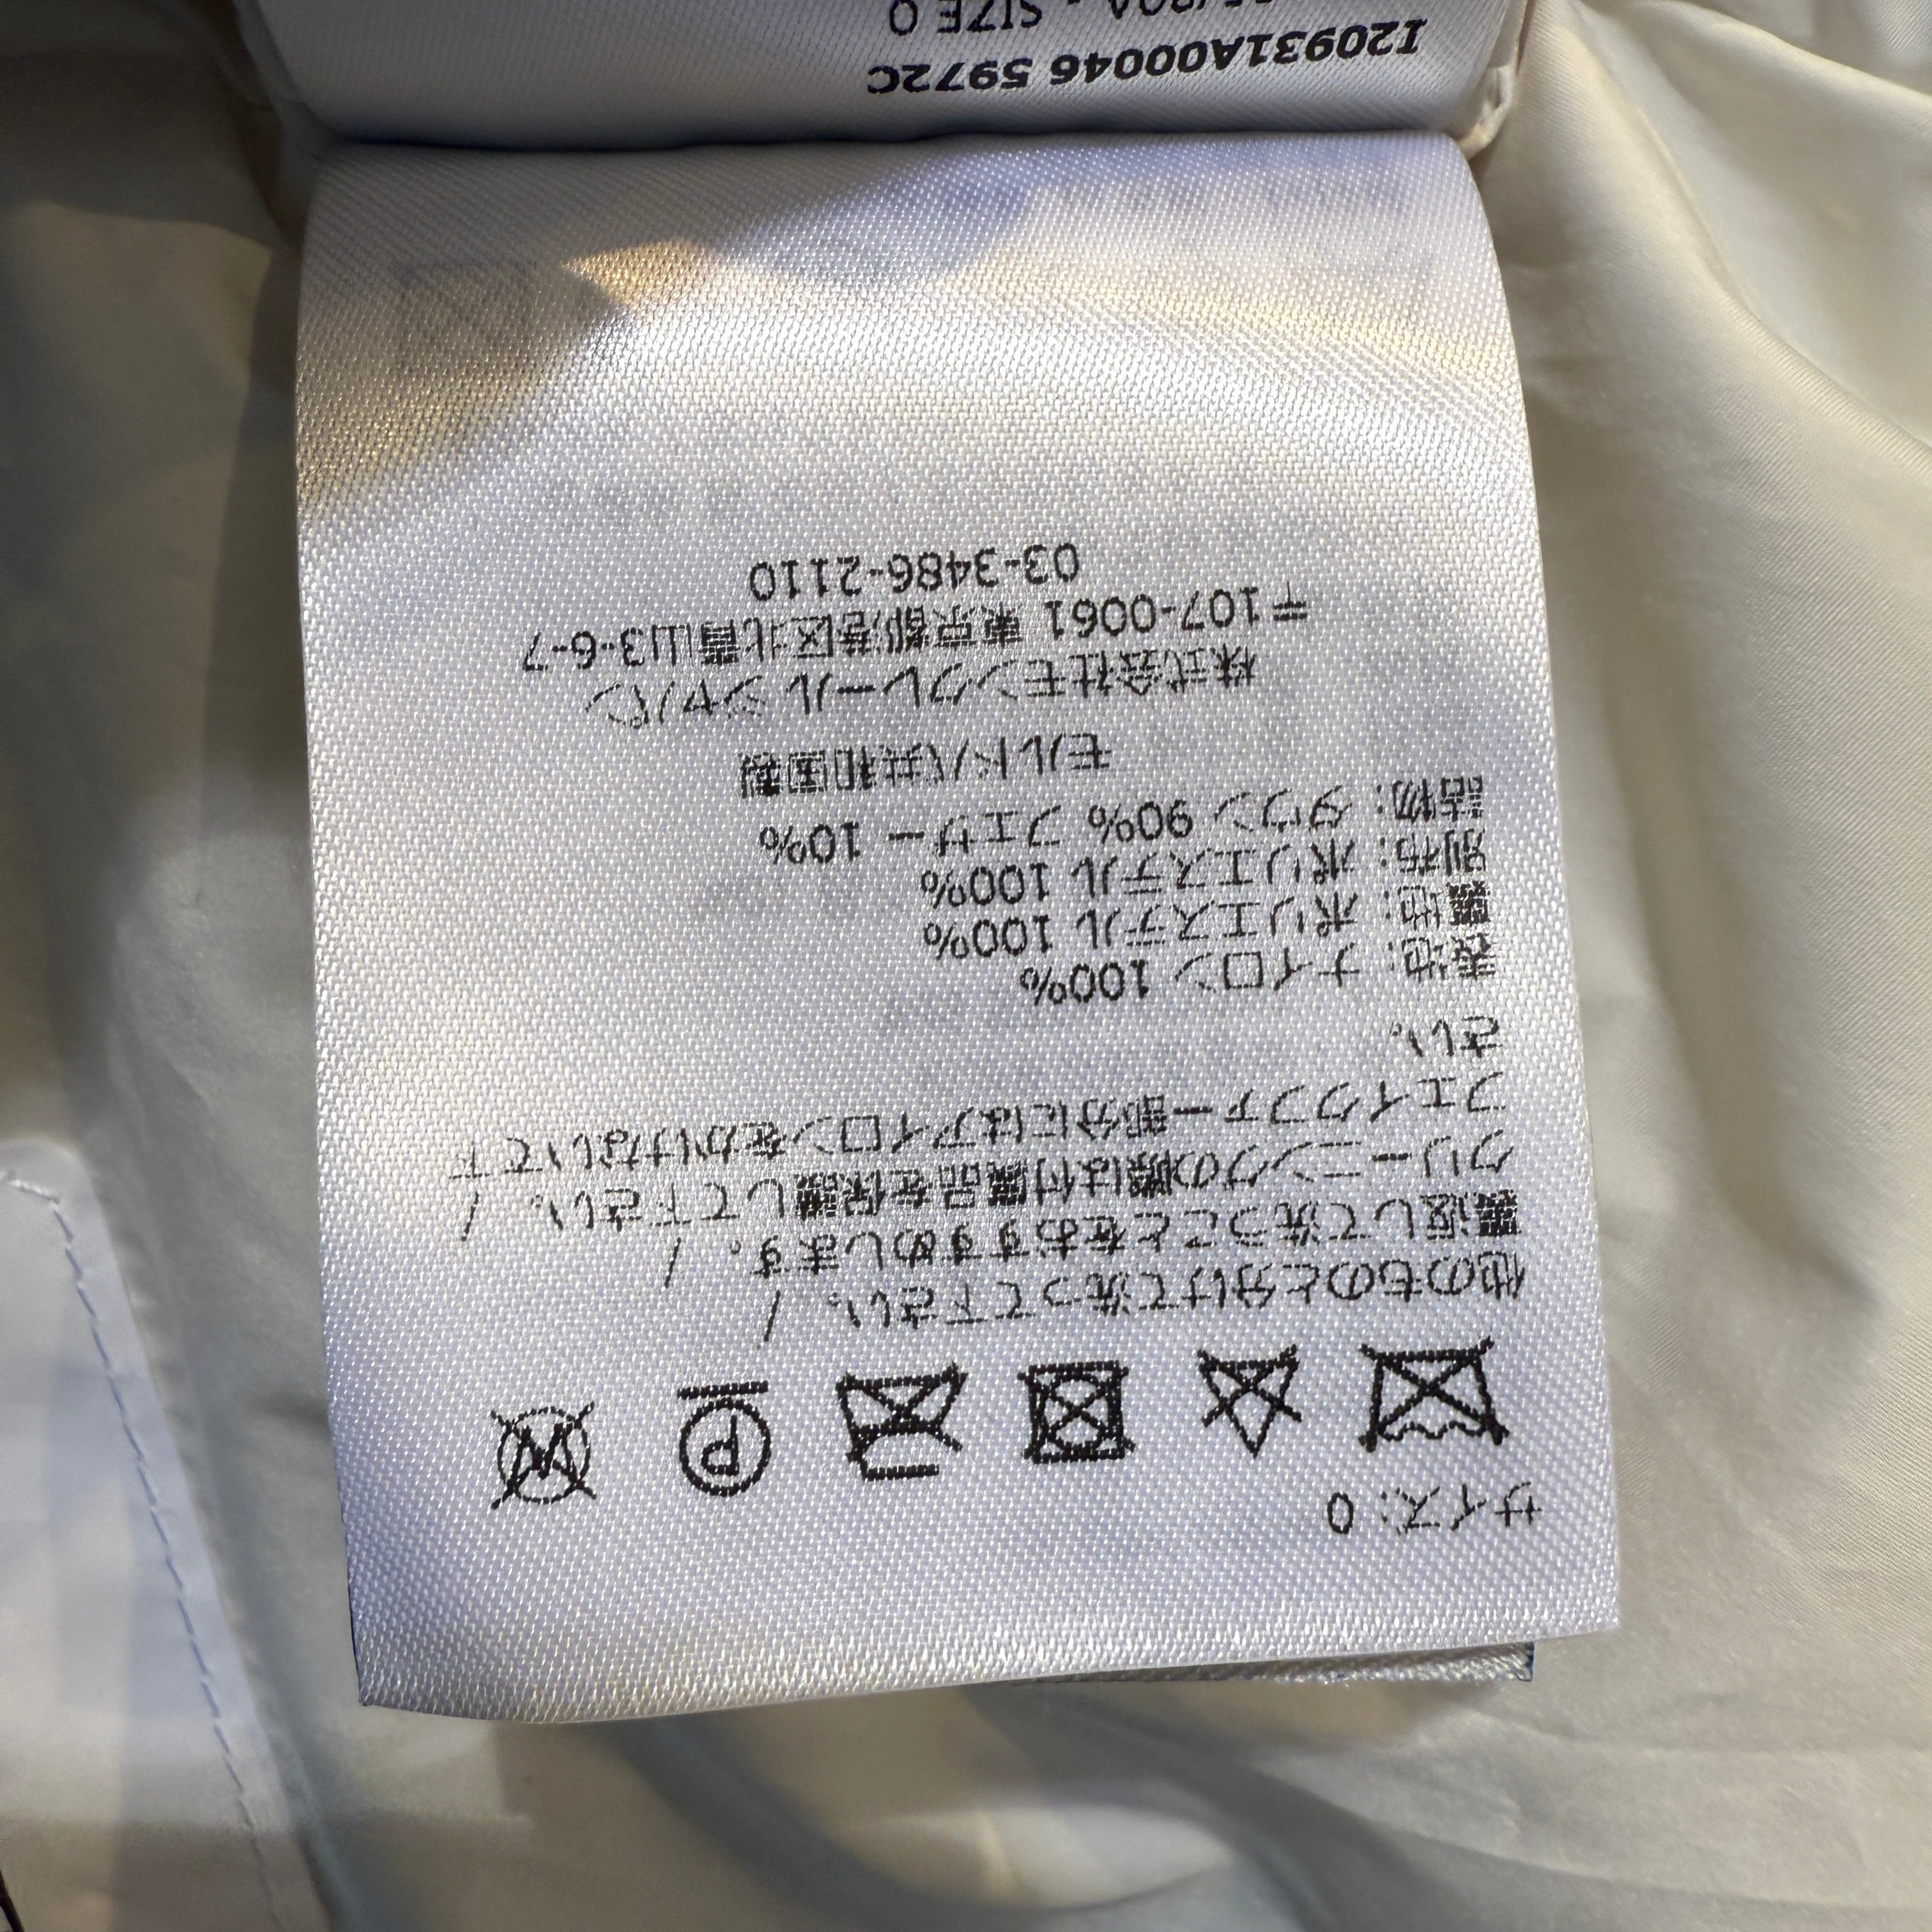 サイズ: 0
他のものと分けて洗って下さい。 /
裏返して洗うことをおすすめします。 /
クリーニングの際は付属品を保護して下さい。 /
フェイクファー部分にはアイロンをかけないで下
さい。
表地: ナイロン 100%
裏地: ポリエステル 100%
別布: ポリエステル 100%
詰物: ダウン 90% フェザー 10%
モルドバ共和国製
株式会社モンクレール ジャパン
〒107-0061 東京都港区北青山3-6-7
03-3486-2110
I20931A00046 5972C
SIZE 0